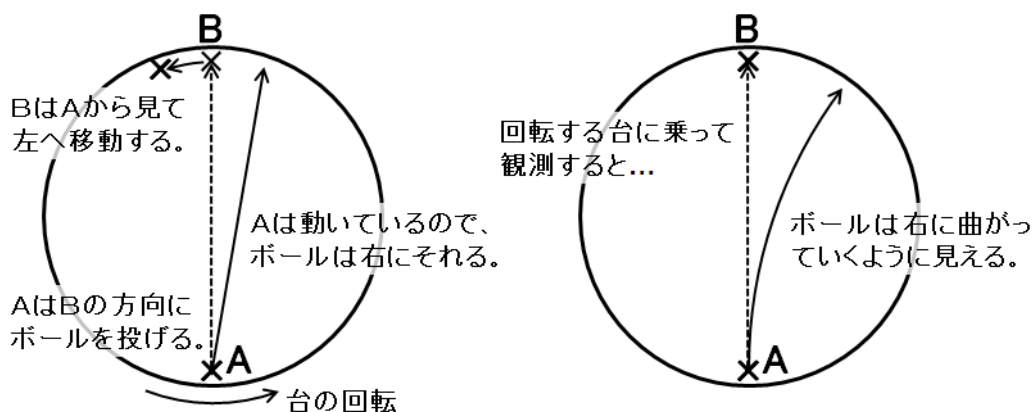 B
BはAから見て
左へ移動する。
Aは動いているので、
ボールは右にそれる。
AはBの方向に
ボールを投げる。
A
台の回転
B
回転する台に乗って
観測すると…
ボールは右に曲がっ
ていくように見える。
A